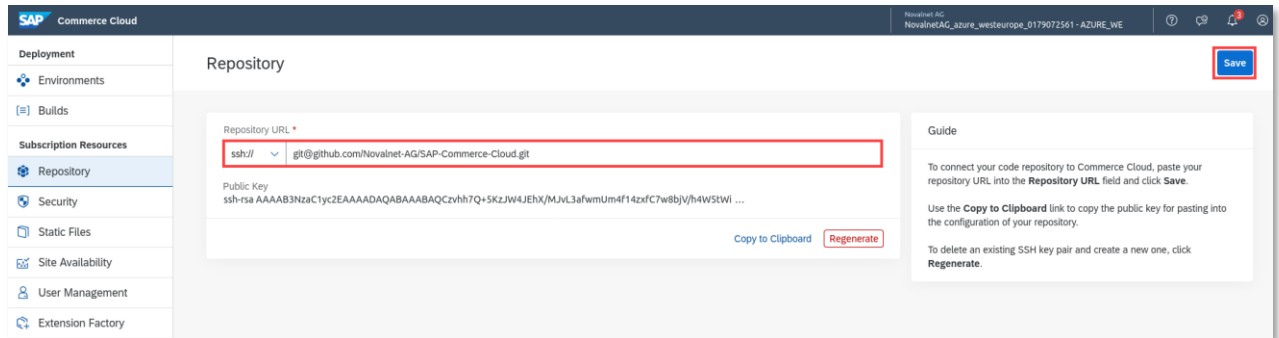 SAP Commerce Cloud
Novalnet AG
NovalnetAG_azure_westeurope_0179072561 - AZURE_WE
3
Deployment
Environments
Builds
Subscription Resources
Repository
Security
Static Files
Site Availability
User Management
Extension Factory
Repository
Save
Repository URL *
ssh:// git@github.com/Novalnet-AG/SAP-Commerce-Cloud.git
Public Key
ssh-rsa AAAAB3NzaC1yc2EAAAADAQABAAABAQCzvhh7Q+5KzJW4JEhX/MJvL3afwmUm4f14zxfC7w8bjV/h4W5tWi ...
Copy to Clipboard Regenerate
Guide
To connect your code repository to Commerce Cloud, paste your
repository URL into the Repository URL field and click Save.
Use the Copy to Clipboard link to copy the public key for pasting into
the configuration of your repository.
To delete an existing SSH key pair and create a new one, click
Regenerate.